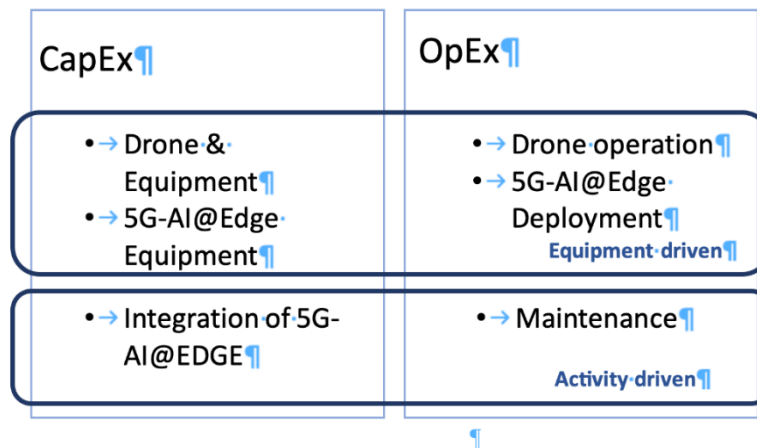 CapEx¶
OpEx¶
•→Drone·&·
Equipment¶
•→5G-AI@Edge·
Equipment¶
•→Drone·operation¶
•→5G-AI@Edge·
Deployment¶
Equipment·driven¶
•→Integration·of·5G-
AI@EDGE¶
•→Maintenance¶
Activity·driven¶
¶